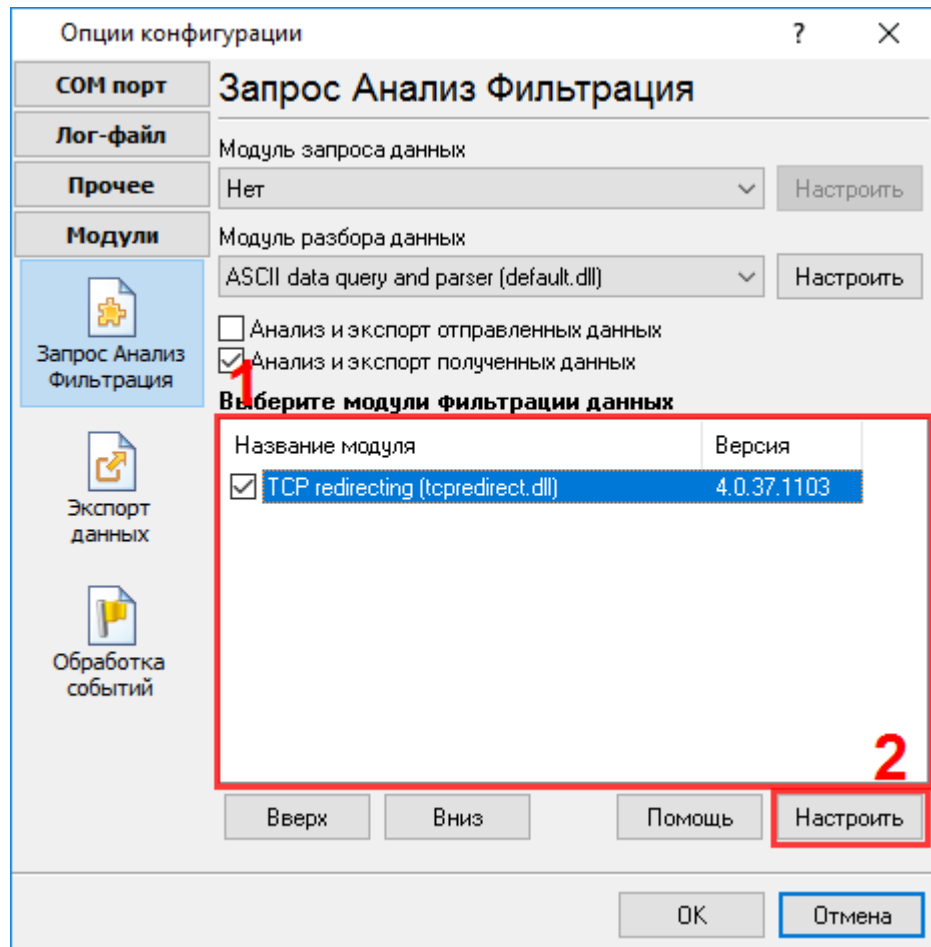 Опции конфигурации ? ×
COM порт
Запрос Анализ Фильтрация
Лог-файл
Модуль запроса данных
Прочее
Нет
Настроить
Модули
Модуль разбора данных
ASCII data query and parser (default.dll)
Настроить
Анализ и экспорт отправленных данных
Анализ и экспорт полученных данных
Запрос Анализ
Фильтрация
1
Выберите модули фильтрации данных
Название модуля Версия
TCP redirecting (tcpredirect.dll) 4.0.37.1103
Экспорт
данных
Обработка
событий
2
Вверх Вниз Помощь Настроить
OK Отмена